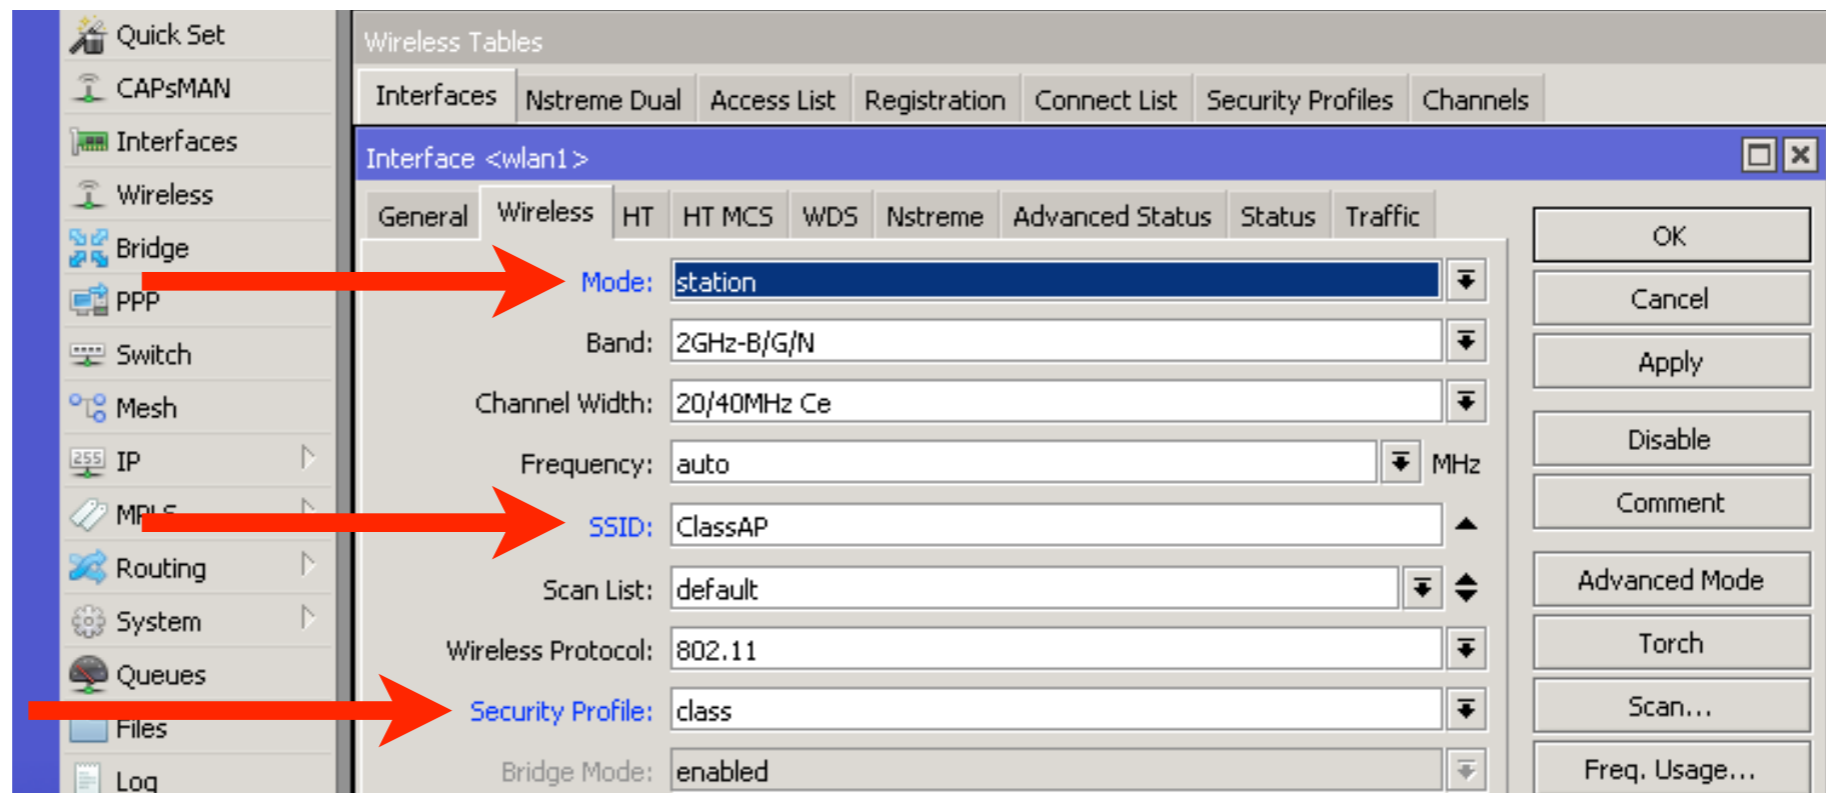 Quick Set
CAPsMAN
Interfaces
Wireless
Bridge
PPP
Switch
Mesh
255 IP
MPLS
Routing
System
Queues
Files
Log
Wireless Tables
Interfaces Nstreme Dual Access List Registration Connect List Security Profiles Channels
Interface <wlan1>
General Wireless HT HT MCS WDS Nstreme Advanced Status Status Traffic
Mode: station
Band: 2GHz-B/G/N
Channel Width: 20/40MHz Ce
Frequency: auto MHz
SSID: ClassAP
Scan List: default
Wireless Protocol: 802.11
Security Profile: class
Bridge Mode: enabled
OK
Cancel
Apply
Disable
Comment
Advanced Mode
Torch
Scan...
Freq. Usage...